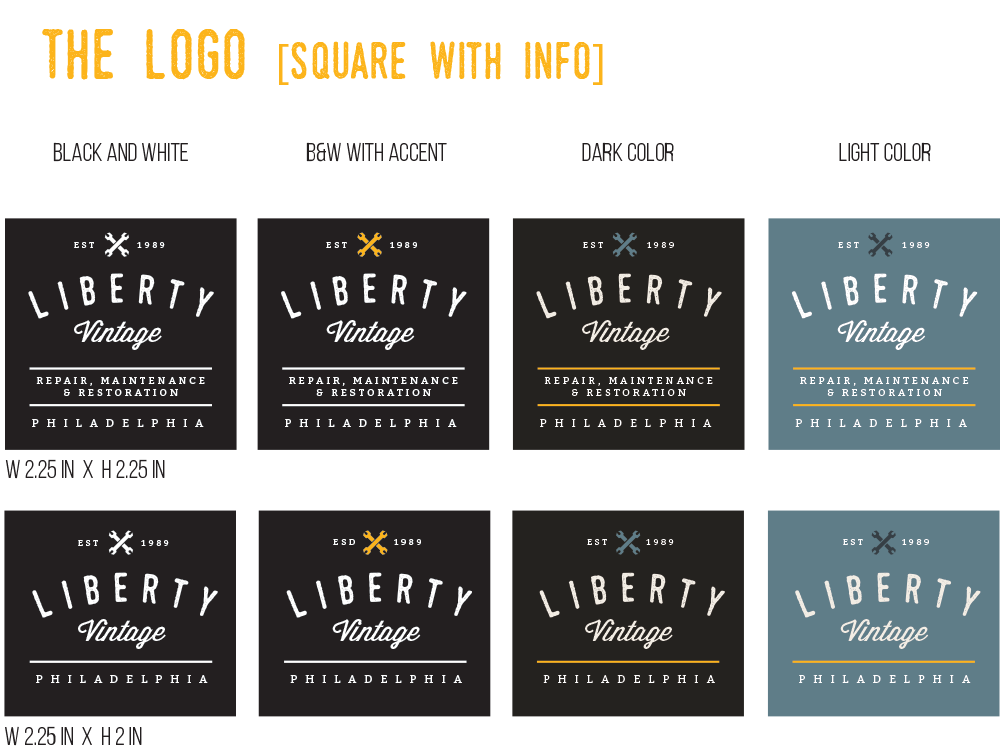 THE LOGO [SQUARE WITH INFO]
BLACK AND WHITE
B&W WITH ACCENT
DARK COLOR
LIGHT COLOR
EST 1989
LIBERTY
Vintage
REPAIR, MAINTENANCE
& RESTORATION
PHILADELPHIA
EST 1989
LIBERTY
Vintage
REPAIR, MAINTENANCE
& RESTORATION
PHILADELPHIA
EST 1989
LIBERTY
Vintage
REPAIR, MAINTENANCE
& RESTORATION
PHILADELPHIA
EST 1989
LIBERTY
Vintage
REPAIR, MAINTENANCE
& RESTORATION
PHILADELPHIA
W 2.25 IN X H 2.25 IN
EST 1989
LIBERTY
Vintage
PHILADELPHIA
ESD 1989
LIBERTY
Vintage
PHILADELPHIA
EST 1989
LIBERTY
Vintage
PHILADELPHIA
EST 1989
LIBERTY
Vintage
PHILADELPHIA
W 2.25 IN X H 2 IN